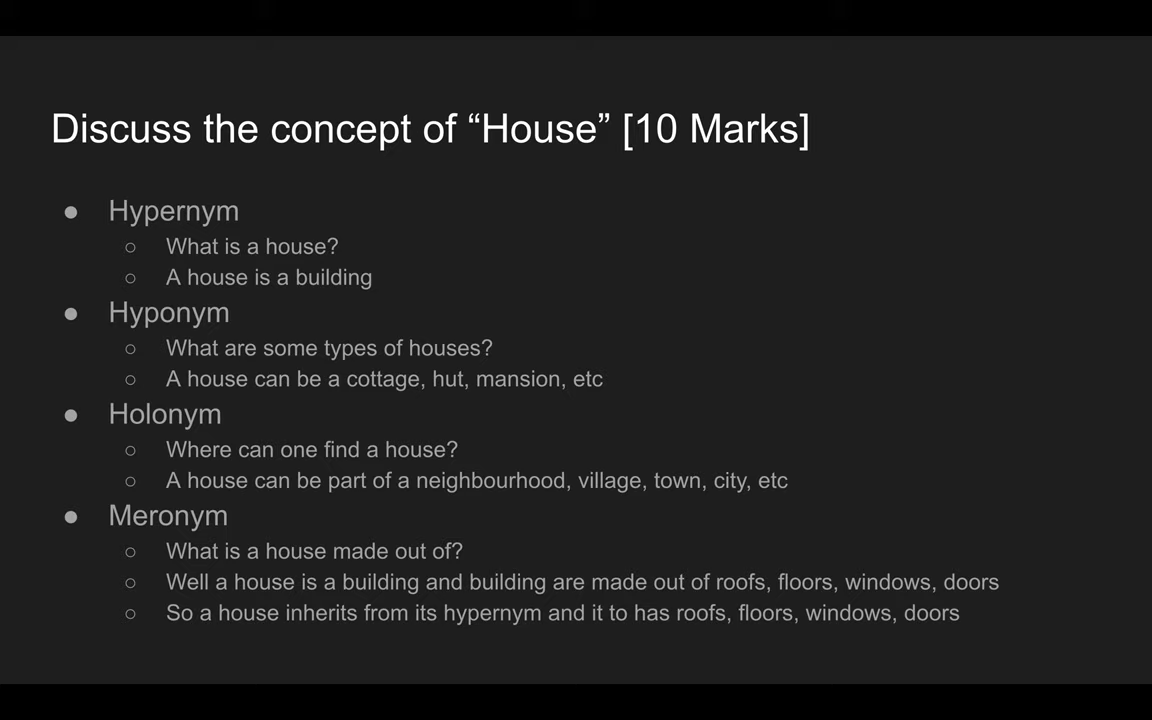 Discuss the concept of “House” [10 Marks]
● Hypernym
○ What is a house?
○ A house is a building
● Hyponym
○ What are some types of houses?
○ A house can be a cottage, hut, mansion, etc
● Holonym
○ Where can one find a house?
○ A house can be part of a neighbourhood, village, town, city, etc
● Meronym
○ What is a house made out of?
○ Well a house is a building and building are made out of roofs, floors, windows, doors
○ So a house inherits from its hypernym and it to has roofs, floors, windows, doors